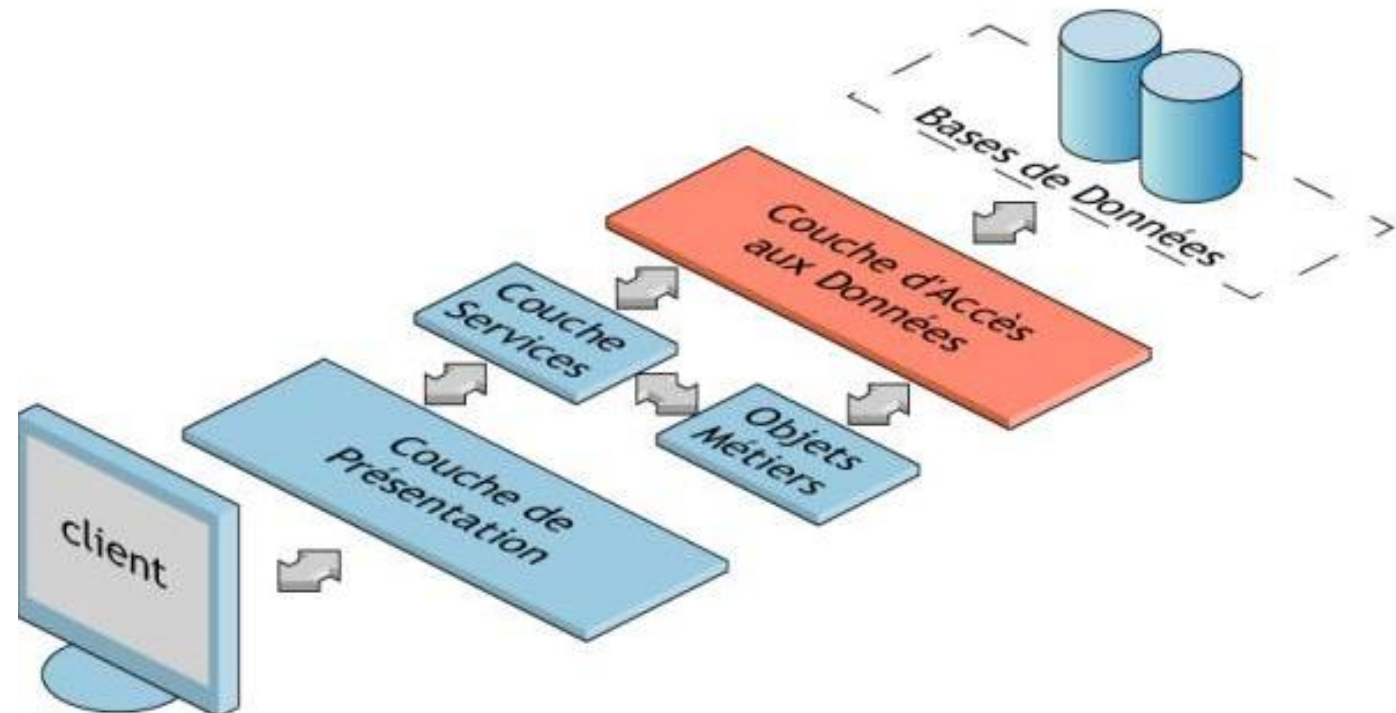 Bases de Données
Couche d'Accès
aux Données
Couche
Services
Objets
Métiers
Couche de
Présentation
client